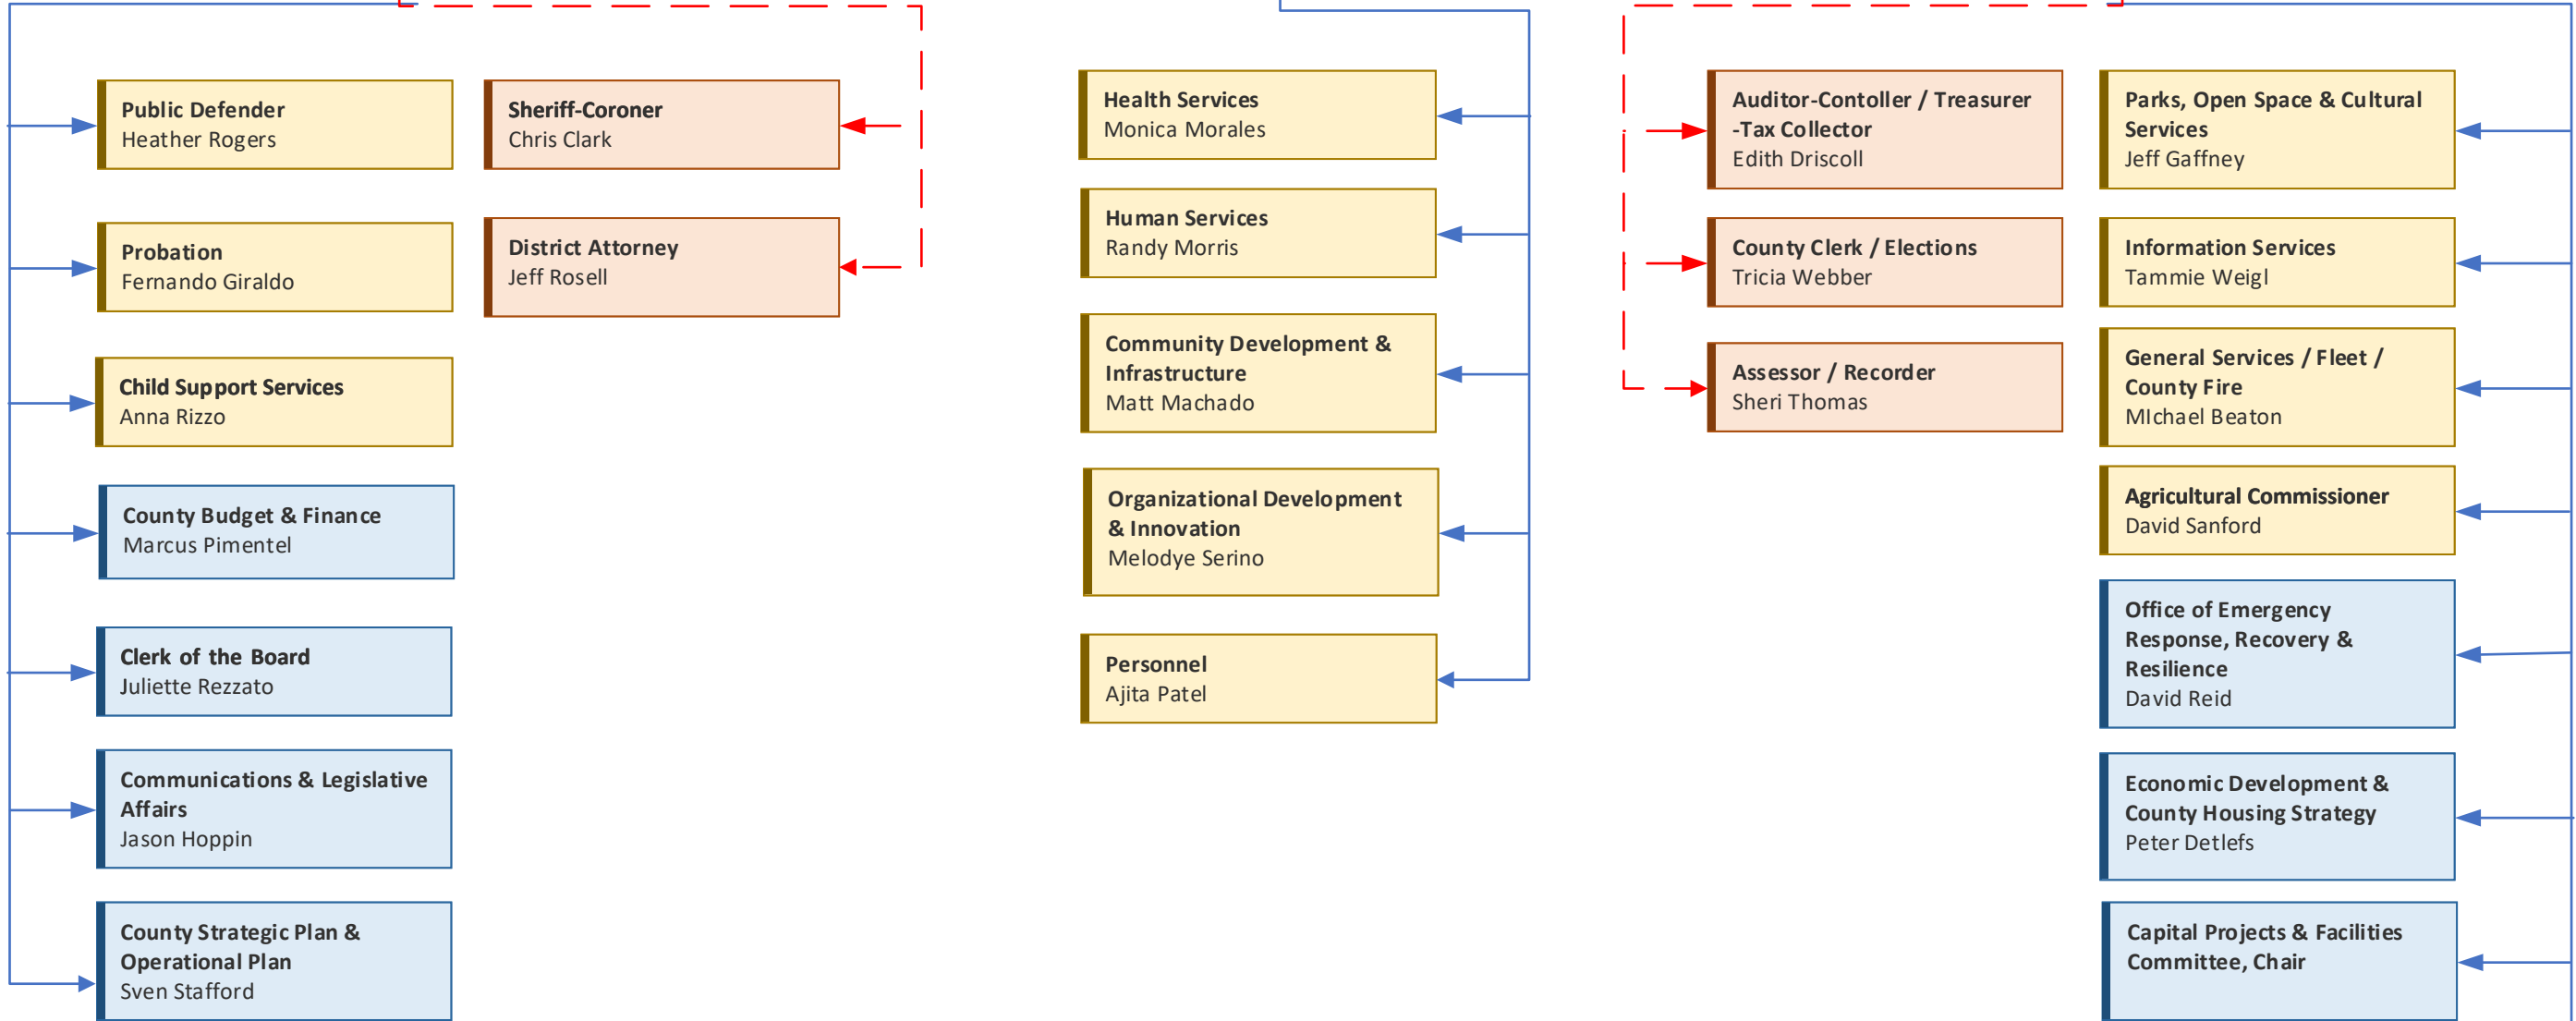 Public Defender
Heather Rogers
Probation
Fernando Giraldo
Child Support Services
Anna Rizzo
County Budget & Finance
Marcus Pimentel
Clerk of the Board
Juliette Rezzato
Communications & Legislative
Affairs
Jason Hoppin
County Strategic Plan &
Operational Plan
Sven Stafford
Sheriff-Coroner
Chris Clark
District Attorney
Jeff Rosell
Health Services
Monica Morales
Human Services
Randy Morris
Community Development &
Infrastructure
Matt Machado
Organizational Development
& Innovation
Melodye Serino
Personnel
Ajita Patel
Auditor-Contoller / Treasurer
-Tax Collector
Edith Driscoll
County Clerk / Elections
Tricia Webber
Assessor / Recorder
Sheri Thomas
Parks, Open Space & Cultural
Services
Jeff Gaffney
Information Services
Tammie Weigl
General Services / Fleet /
County Fire
MIchael Beaton
Agricultural Commissioner
David Sanford
Office of Emergency
Response, Recovery &
Resilience
David Reid
Economic Development &
County Housing Strategy
Peter Detlefs
Capital Projects & Facilities
Committee, Chair